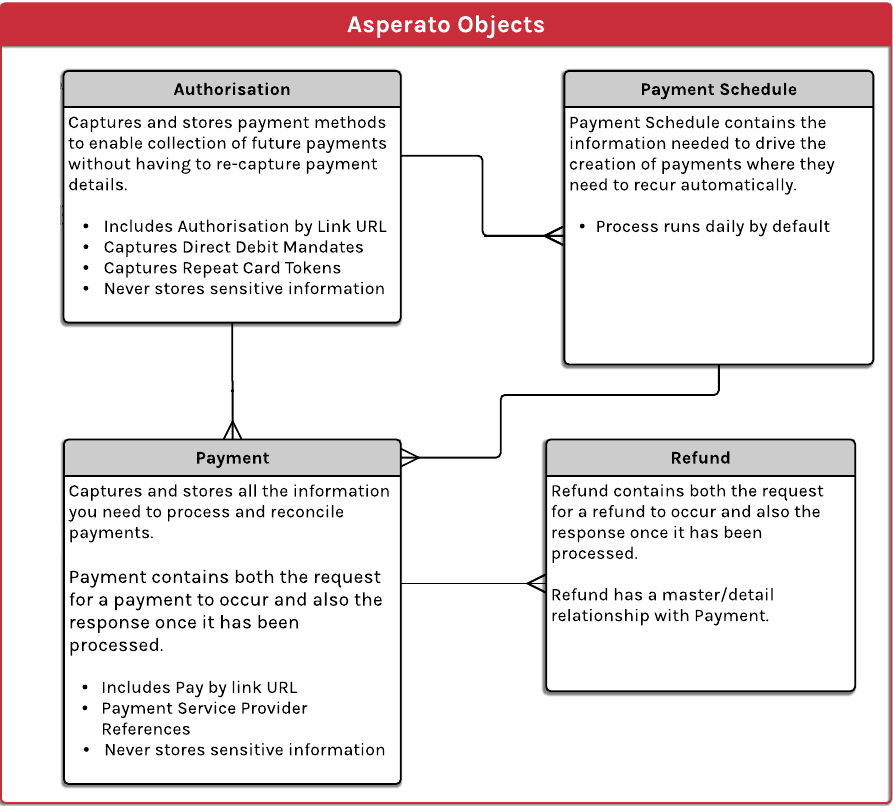 Asperato Objects
Authorisation
Captures and stores payment methods
to enable collection of future payments
without having to re-capture payment
details.
• Includes Authorisation by Link URL
• Captures Direct Debit Mandates
• Captures Repeat Card Tokens
• Never stores sensitive information
Payment Schedule
Payment Schedule contains the
information needed to drive the
creation of payments where they
need to recur automatically.
• Process runs daily by default
Payment
Captures and stores all the information
you need to process and reconcile
payments.
Payment contains both the request
for a payment to occur and also the
response once it has been
processed.
• Includes Pay by link URL
• Payment Service Provider
References
• Never stores sensitive information
Refund
Refund contains both the request
for a refund to occur and also the
response once it has been
processed.
Refund has a master/detail
relationship with Payment.